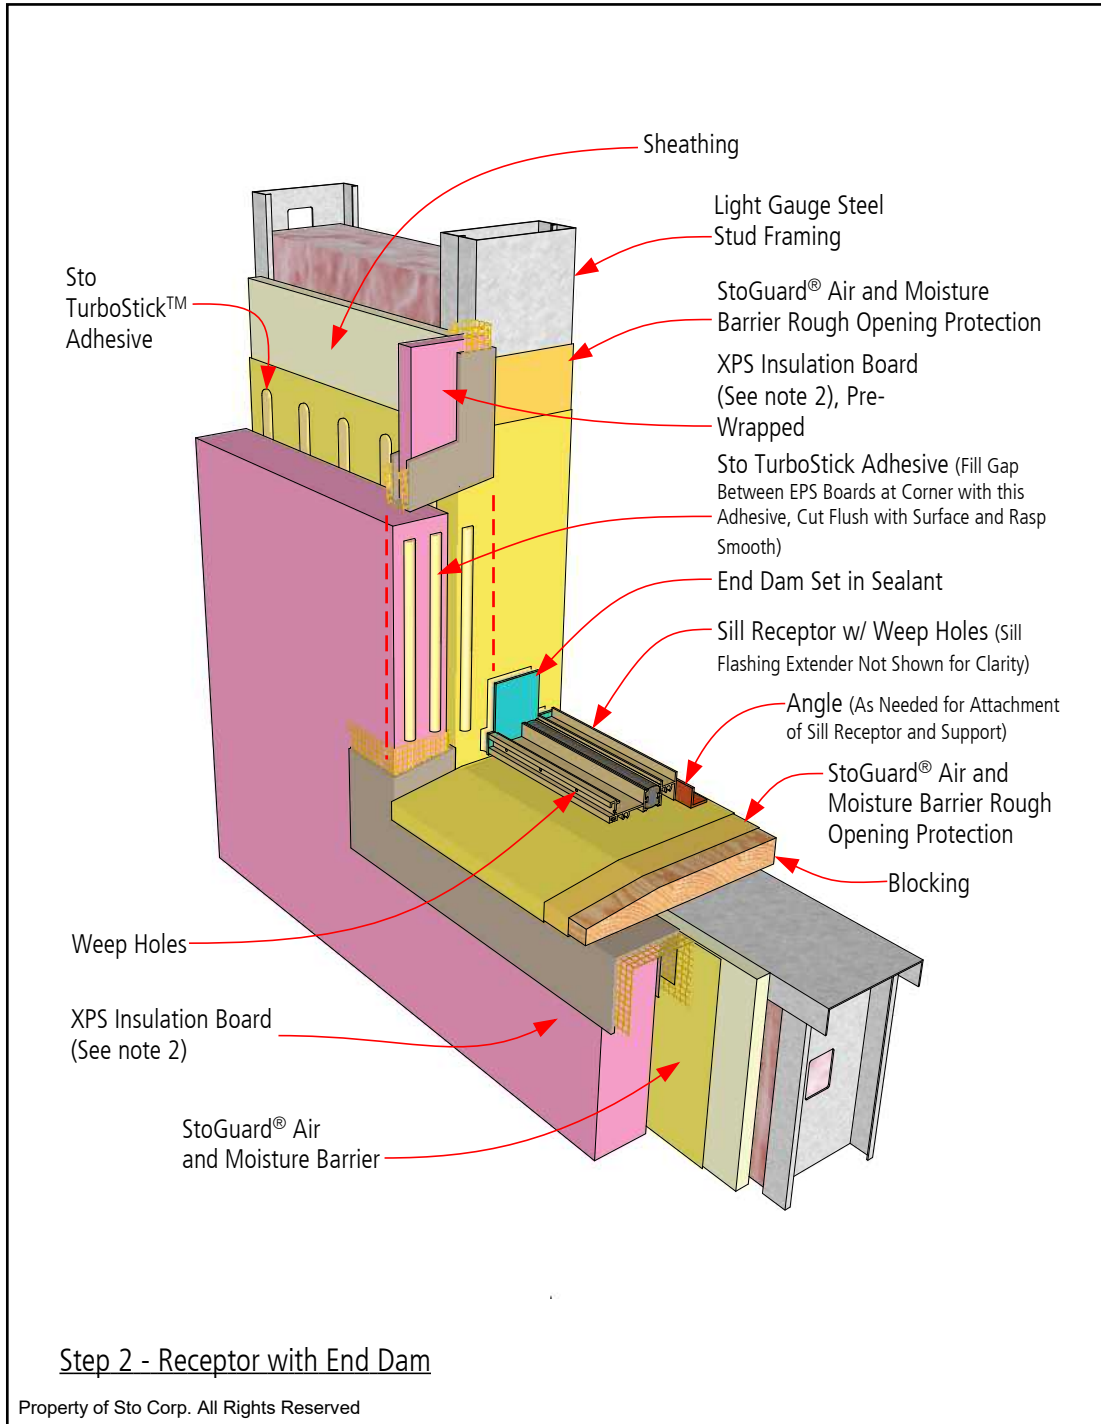 Sheathing
Light Gauge Steel
Stud Framing
Sto
TurboStick™
Adhesive
StoGuard® Air and Moisture
Barrier Rough Opening Protection
XPS Insulation Board
(See note 2), Pre-
Wrapped
Sto TurboStick Adhesive (Fill Gap
Between EPS Boards at Corner with this
Adhesive, Cut Flush with Surface and Rasp
Smooth)
End Dam Set in Sealant
Sill Receptor w/ Weep Holes (Sill
Flashing Extender Not Shown for Clarity)
Angle (As Needed for Attachment
of Sill Receptor and Support)
StoGuard® Air and
Moisture Barrier Rough
Opening Protection
Blocking
Weep Holes
XPS Insulation Board
(See note 2)
StoGuard® Air
and Moisture Barrier
Step 2 - Receptor with End Dam
Property of Sto Corp. All Rights Reserved